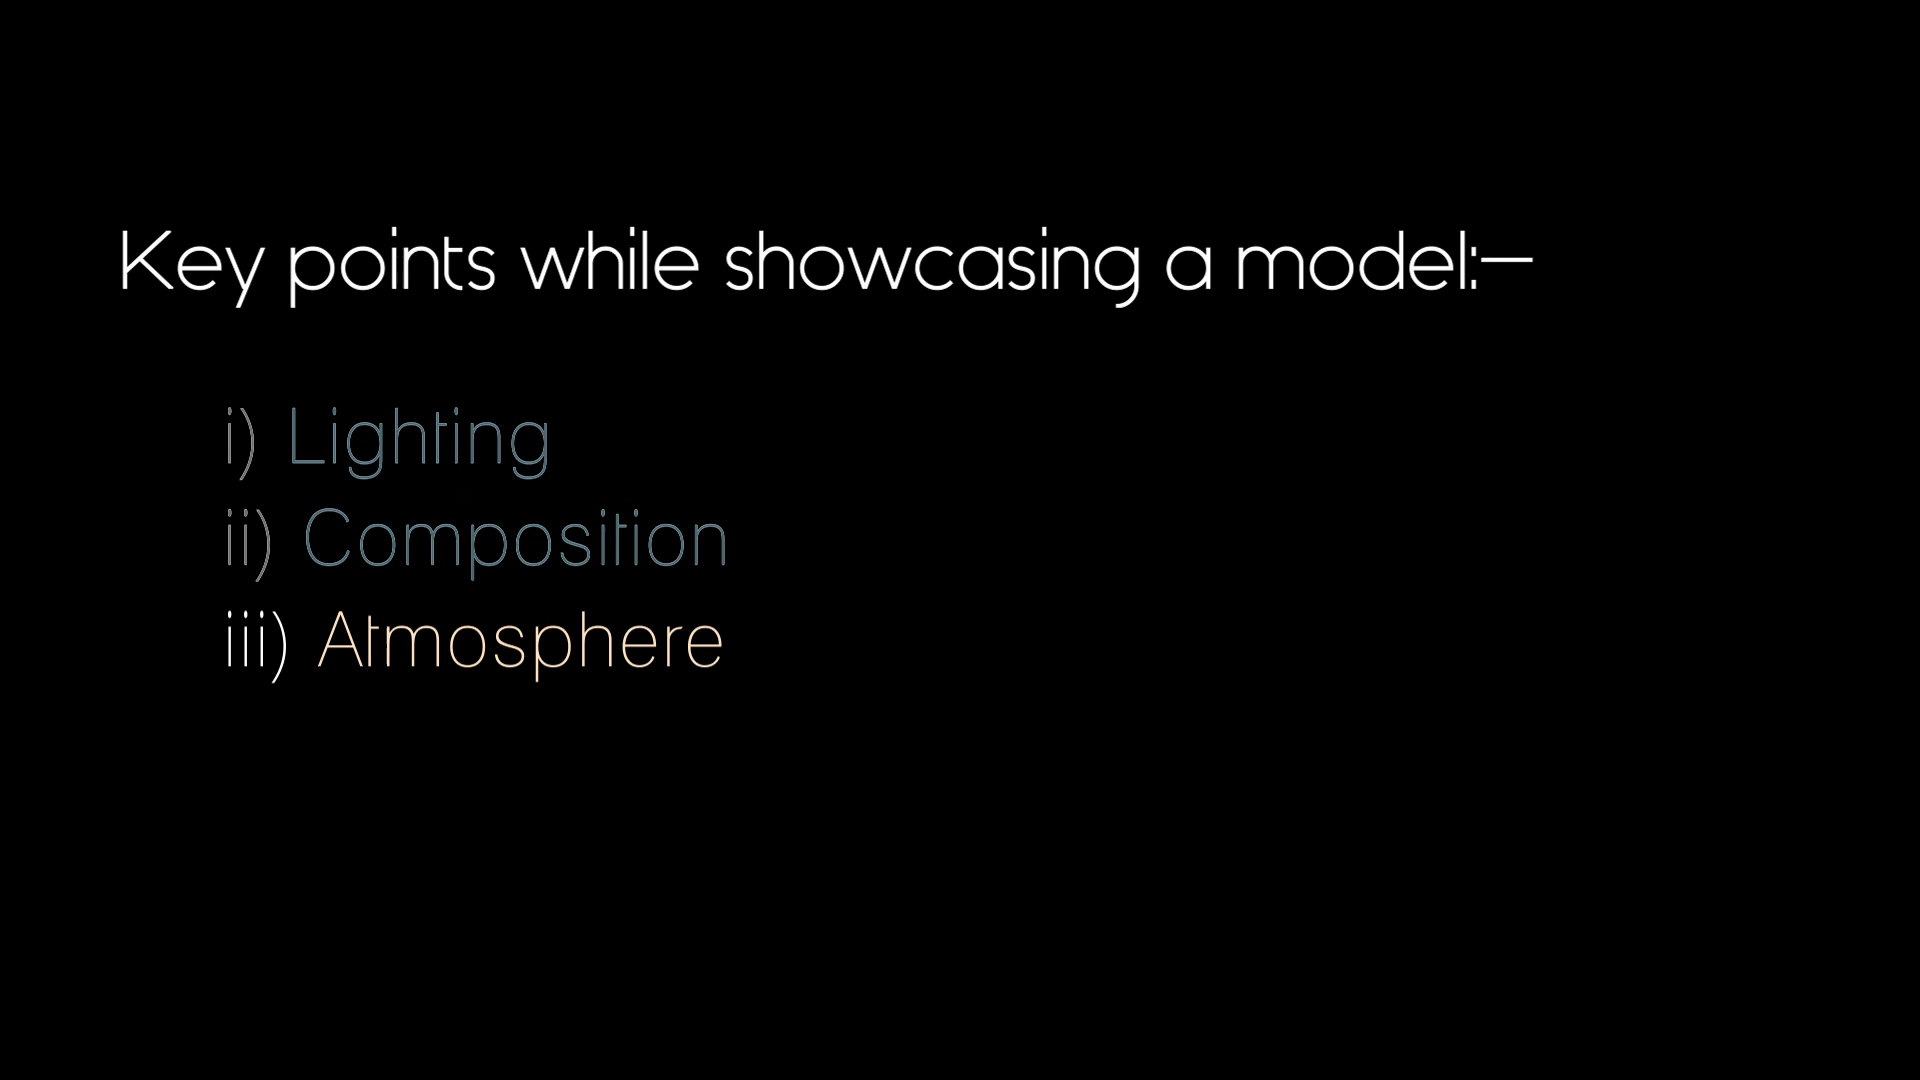 Key points while showcasing a model:—
i) Lighting
ii) Composition
iii) Atmosphere